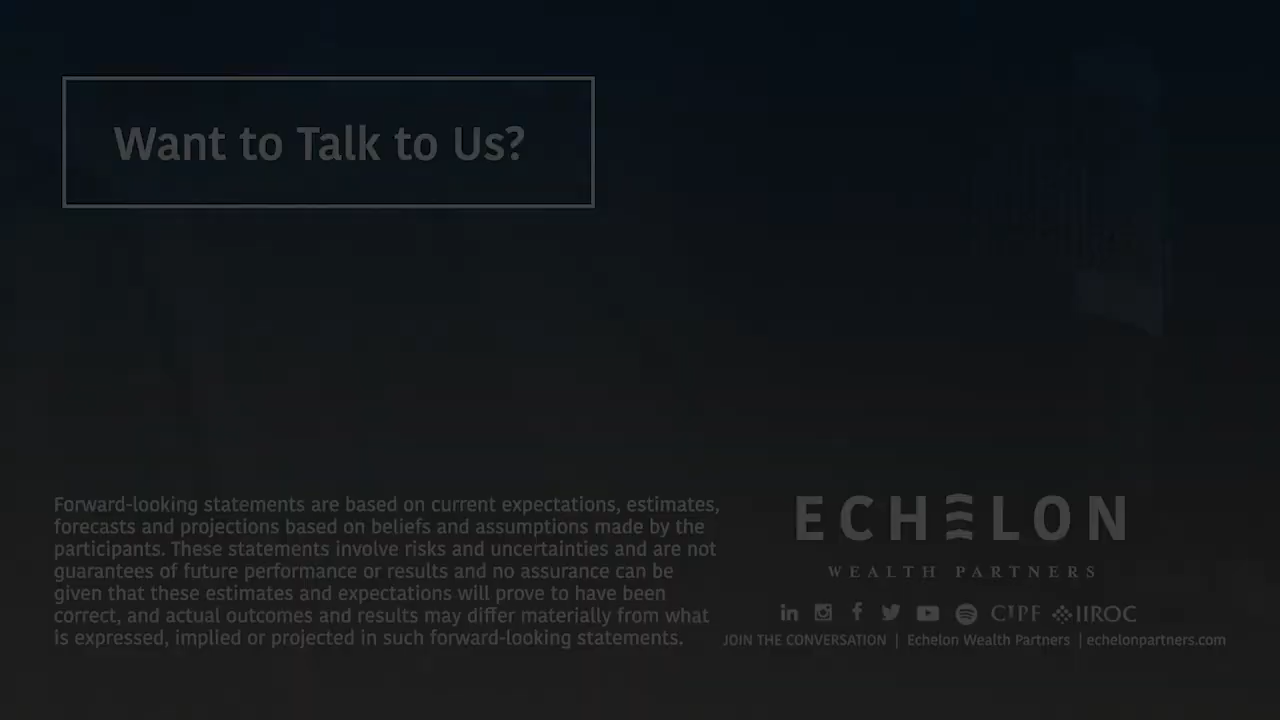 Want to Talk to Us?
Forward-looking statements are based on current expectations, estimates,
forecasts and projections based on beliefs and assumptions made by the
participants. These statements involve risks and uncertainties and are not
guarantees of future performance or results and no assurance can be
given that these estimates and expectations will prove to have been
correct, and actual outcomes and results may differ materially from what
is expressed, implied or projected in such forward-looking statements.
ECHELON
WEALTH PARTNERS
CIPF IIROC
JOIN THE CONVERSATION | Echelon Wealth Partners | echelonpartners.com